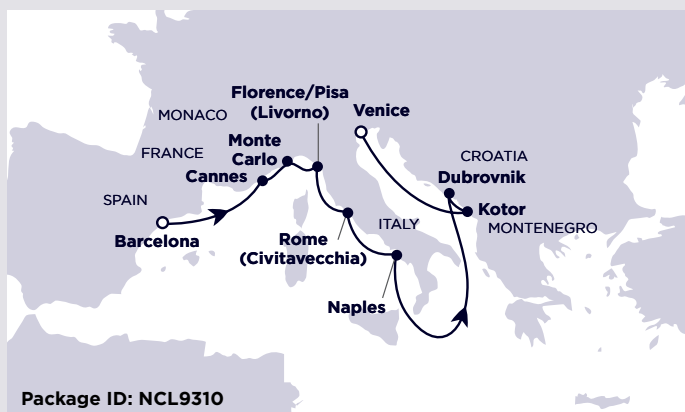 Florence/Pisa
(Livorno)
Venice
MONACO
Monte
Carlo
FRANCE
Cannes
CROATIA
Dubrovnik
SPAIN
Kotor
Barcelona
ITALY
MONTENEGRO
Rome
(Civitavecchia)
Naples
Package ID: NCL9310